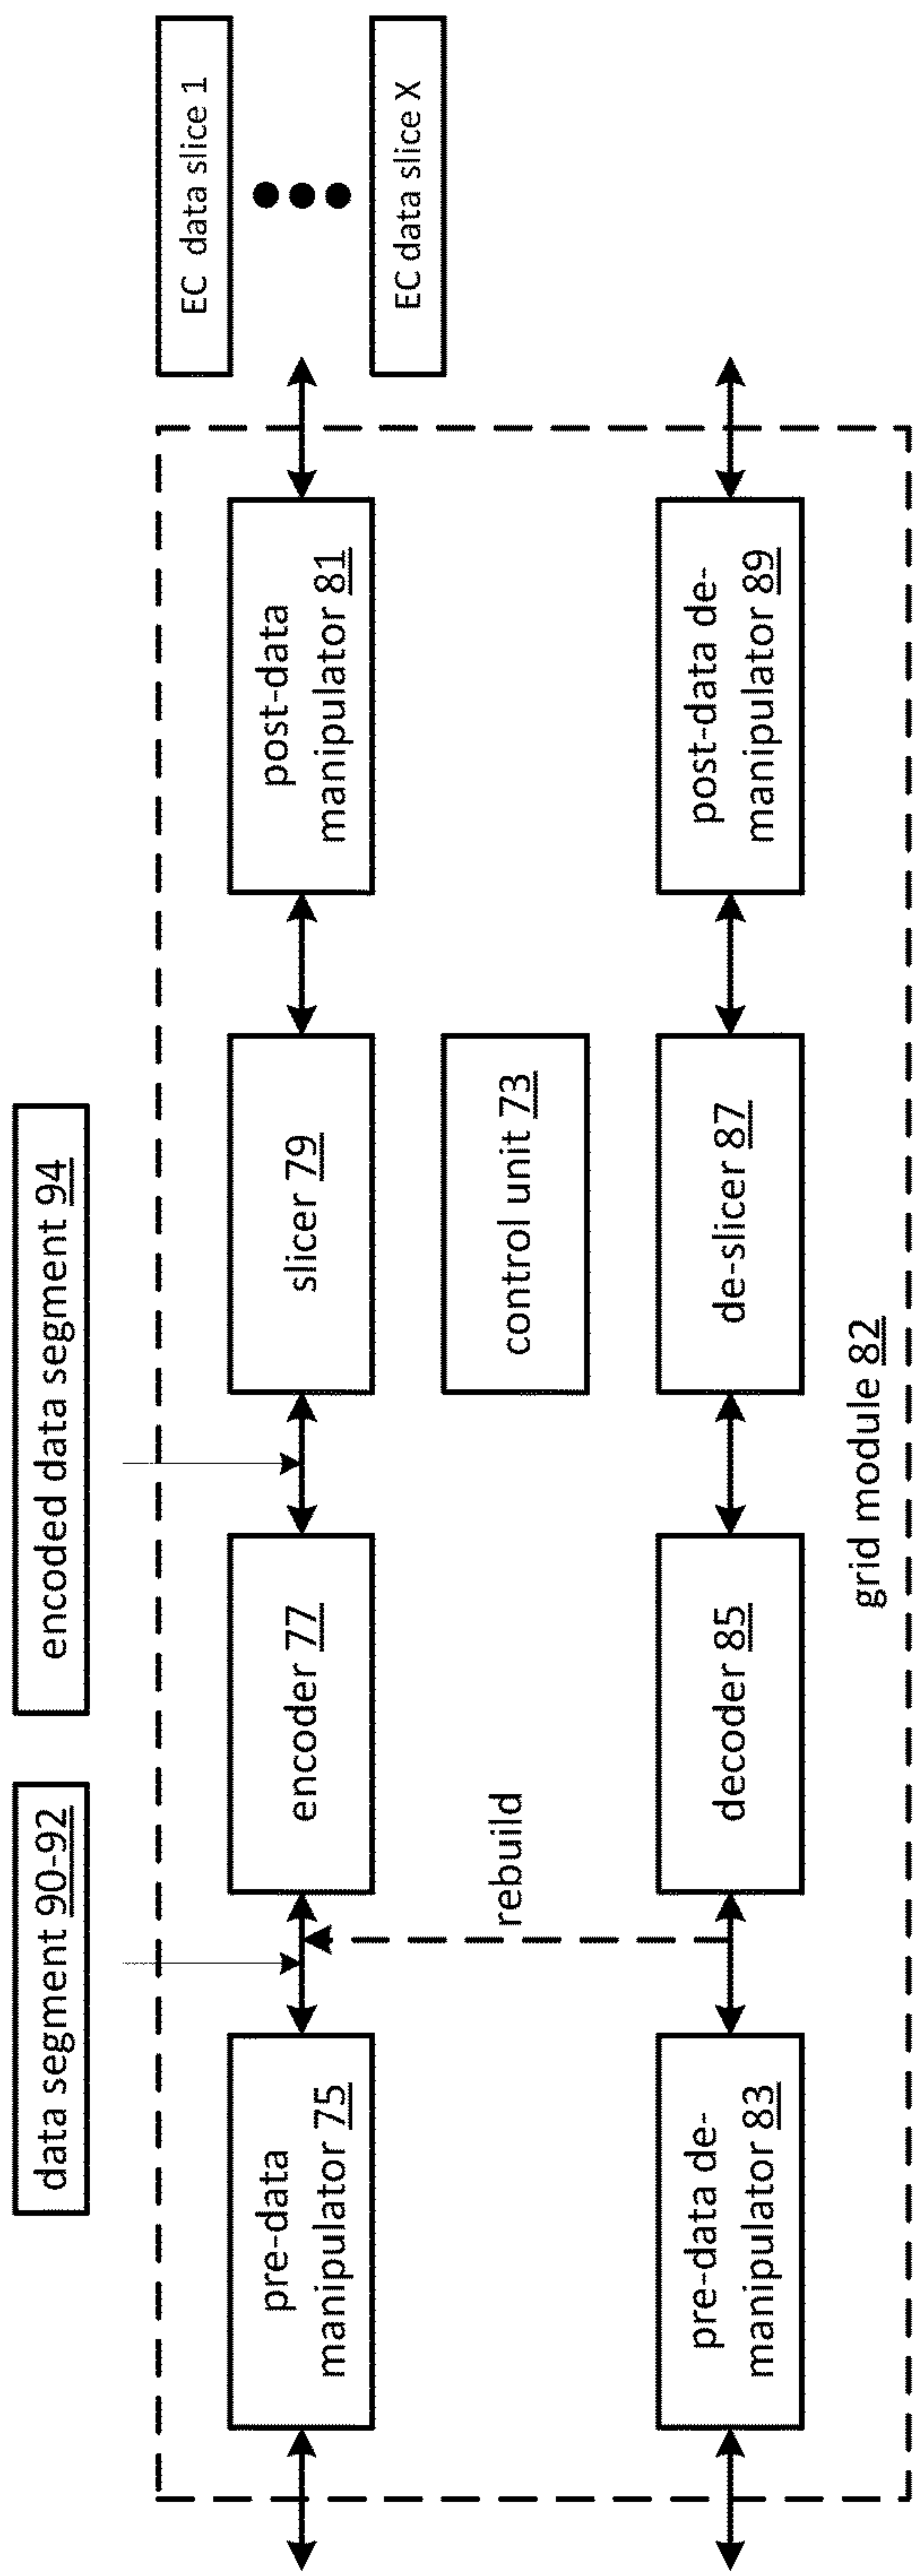 data segment 90-92
encoded data segment 94
EC data slice 1
EC data slice X
pre-data
manipulator 75
encoder 77
slicer 79
post-data
manipulator 81
rebuild
control unit 73
pre-data de-
manipulator 83
decoder 85
de-slicer 87
post-data de-
manipulator 89
grid module 82